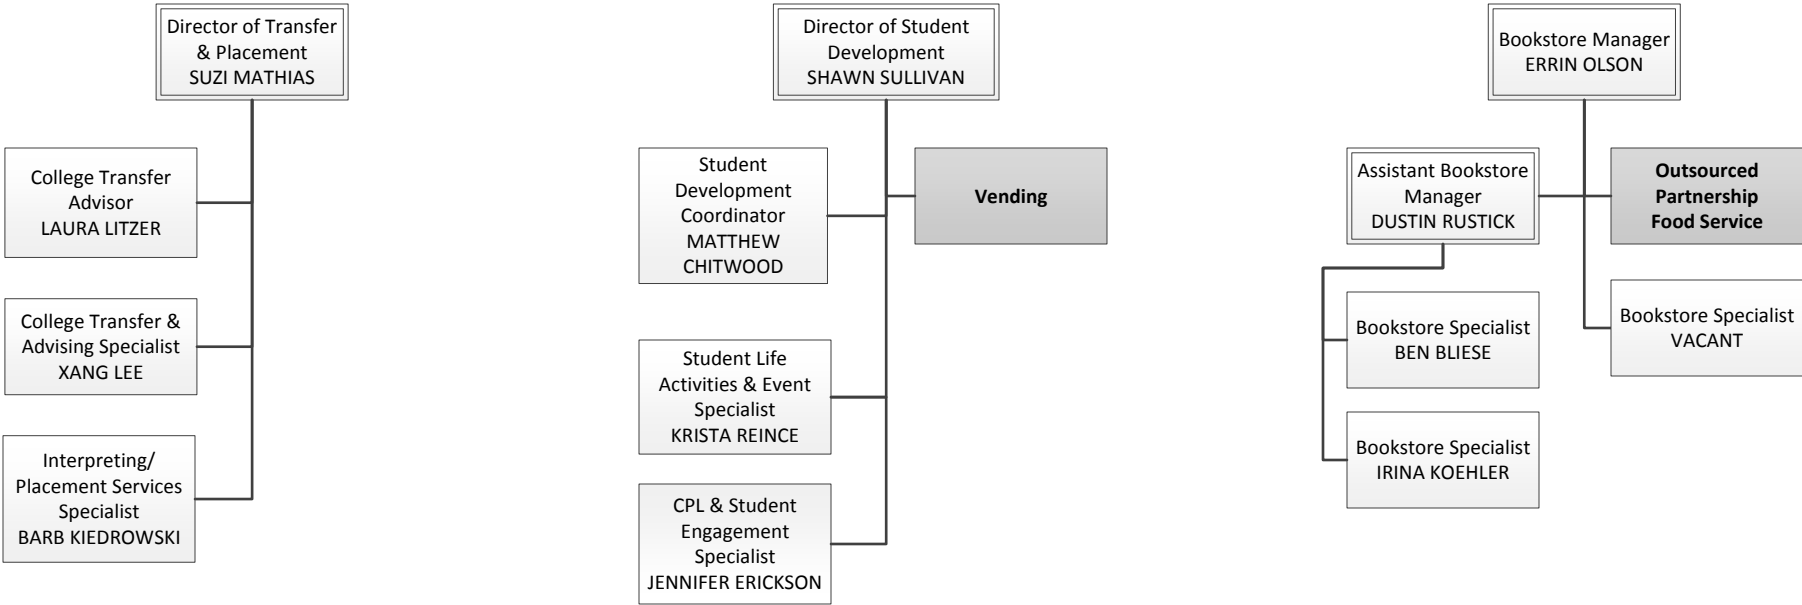 Director of Transfer
& Placement
SUZI MATHIAS
College Transfer
Advisor
LAURA LITZER
College Transfer &
Advising Specialist
XANG LEE
Interpreting/
Placement Services
Specialist
BARB KIEDROWSKI
Director of Student
Development
SHAWN SULLIVAN
Student
Development
Coordinator
MATTHEW
CHITWOOD
Vending
Student Life
Activities & Event
Specialist
KRISTA REINCE
CPL & Student
Engagement
Specialist
JENNIFER ERICKSON
Bookstore Manager
ERRIN OLSON
Assistant Bookstore
Manager
DUSTIN RUSTICK
Outsourced
Partnership
Food Service
Bookstore Specialist
BEN BLIESE
Bookstore Specialist
IRINA KOEHLER
Bookstore Specialist
VACANT